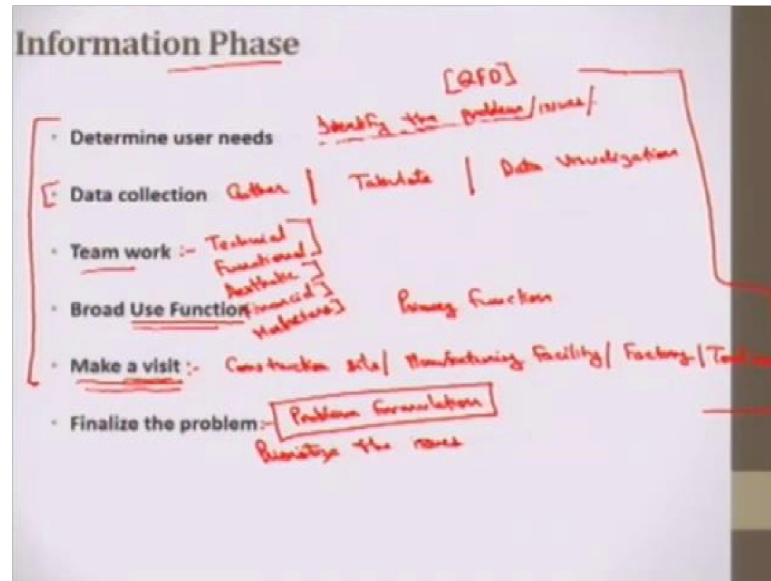 Information Phase
[QFD]
• Determine user needs Identify the problem/issues/
• Data collection Gather | Tabulate | Data Visualization
• Team work :- Technical]
Functional]
Aesthetic]
• Broad Use Function Financial] Primary Function
Marketers]
• Make a visit :- Construction site/ Manufacturing Facility/ Factory/
• Finalize the problem :- Problem Formulation
Prioritize the issues